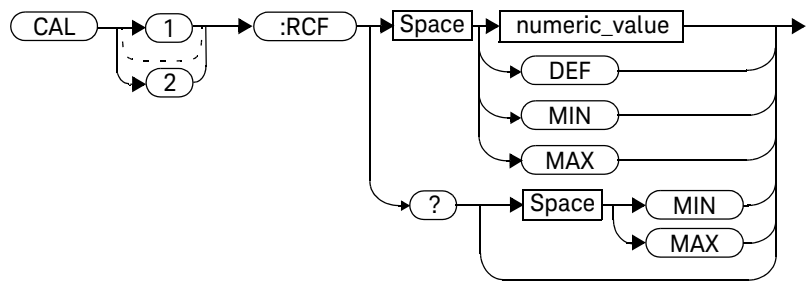 CAL 1 :RCF Space numeric_value
2 DEF
MIN
MAX
? Space MIN
MAX